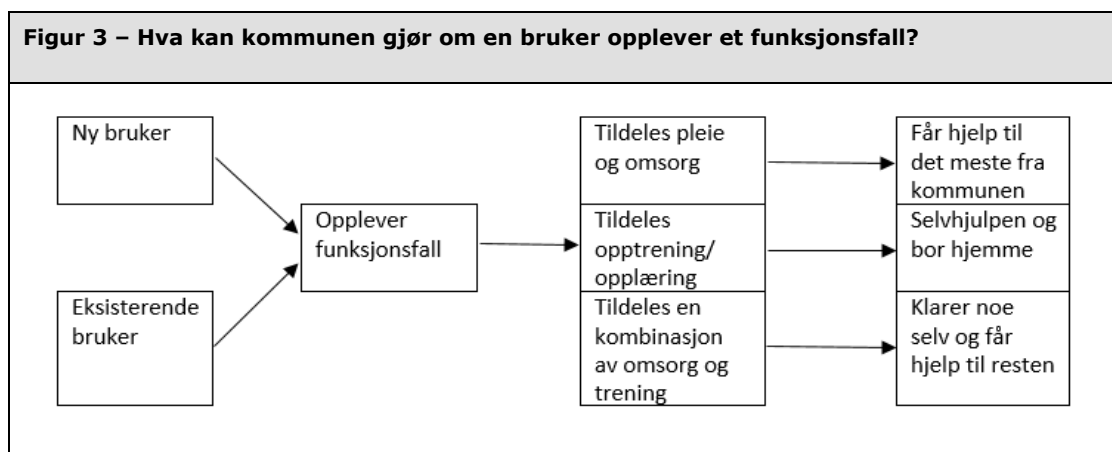 Figur 3 – Hva kan kommunen gjør om en bruker opplever et funksjonsfall?
Ny bruker
Eksisterende
bruker
Opplever
funksjonsfall
Tildeles pleie
og omsorg
Tildeles
opptrening/
opplæring
Tildeles en
kombinasjon
av omsorg og
trening
Får hjelp til
det meste fra
kommunen
Selvhjulpen og
bor hjemme
Klarer noe
selv og får
hjelp til resten